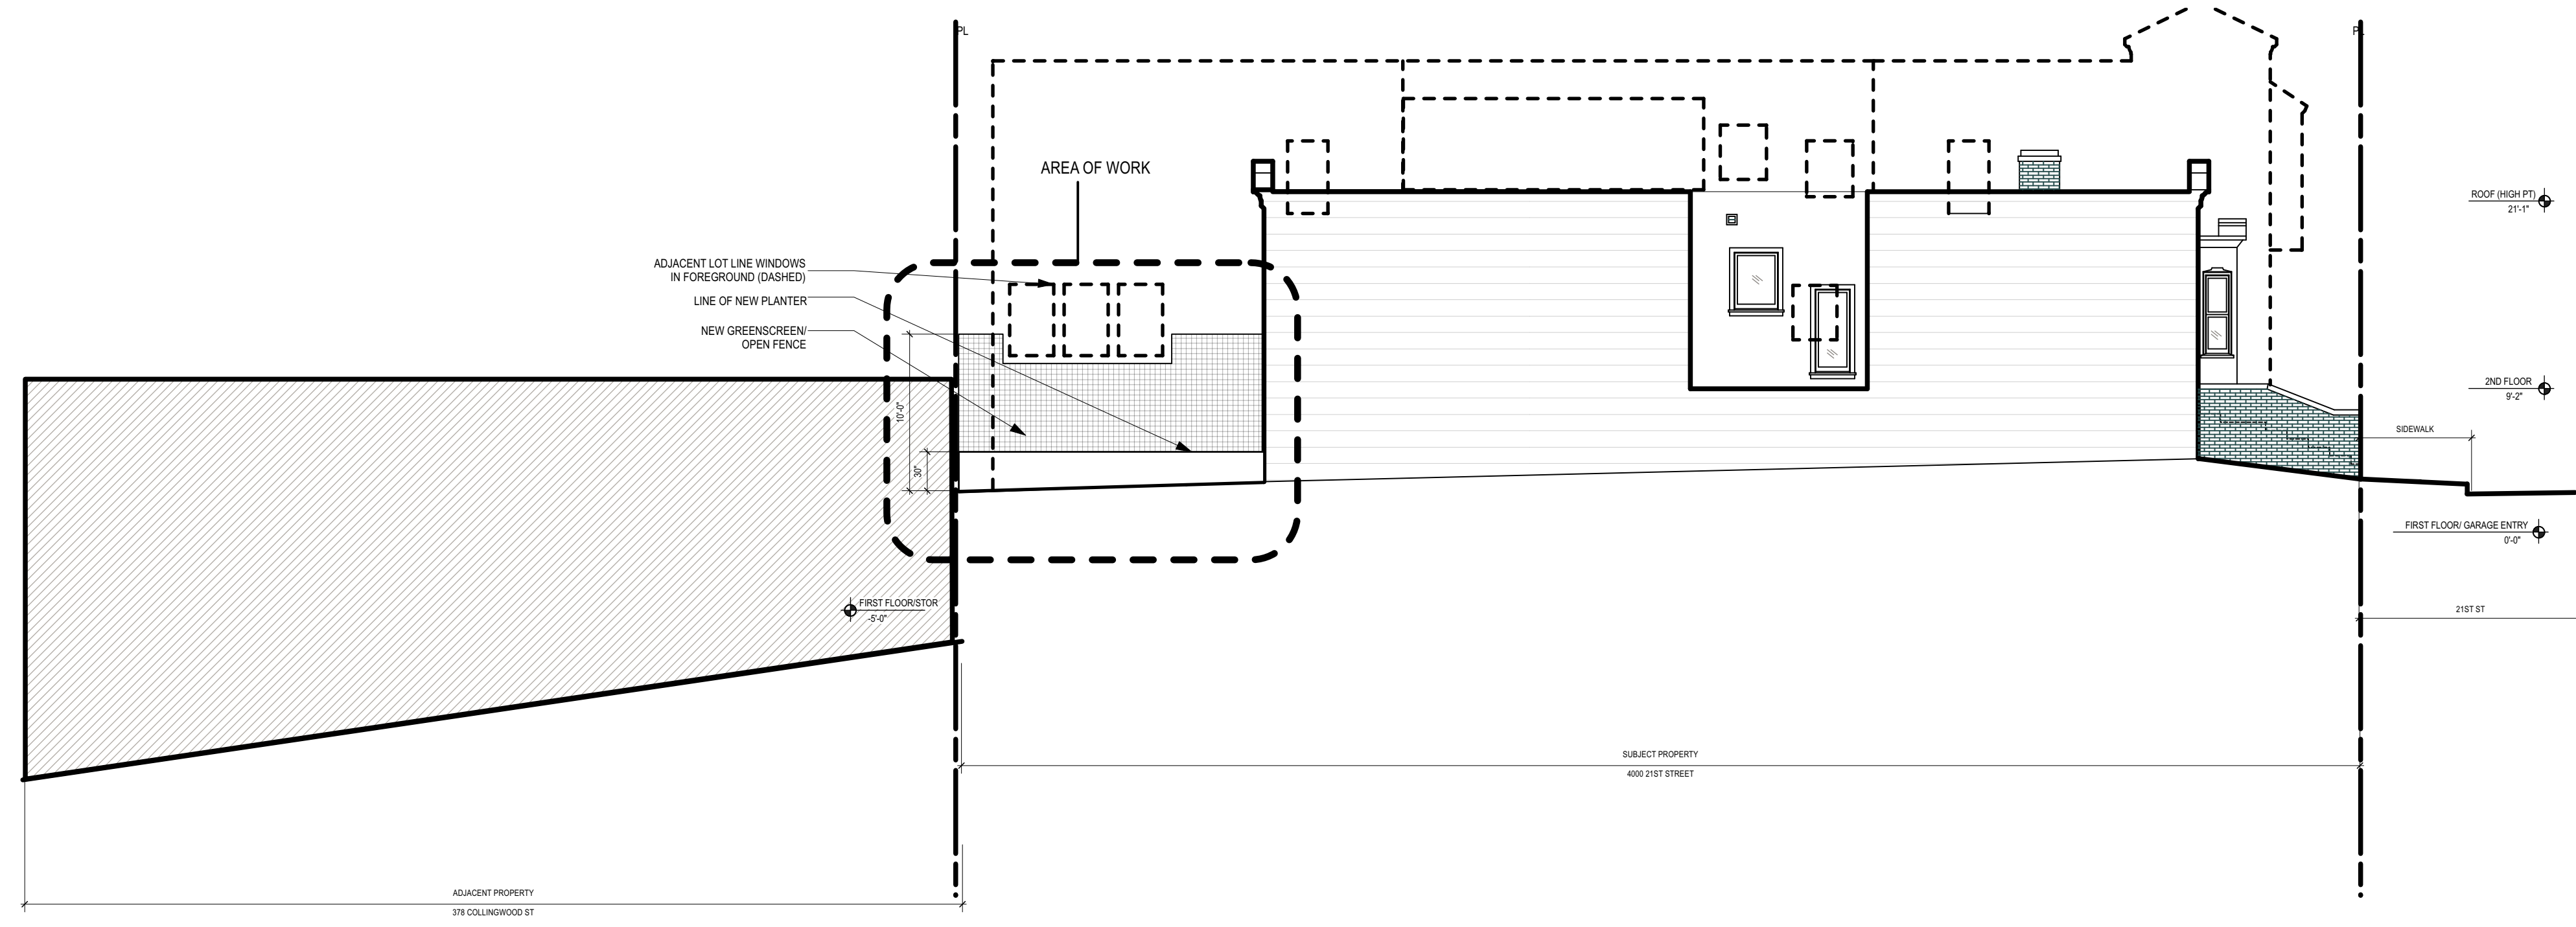 PL
PL
AREA OF WORK
ROOF (HIGH PT)
21'-1"
ADJACENT LOT LINE WINDOWS
IN FOREGROUND (DASHED)
LINE OF NEW PLANTER
NEW GREENSCREEN/
OPEN FENCE
2ND FLOOR
9'-2"
10'-0"
SIDEWALK
30"
FIRST FLOOR/ GARAGE ENTRY
0'-0"
FIRST FLOOR/STOR
-5'-0"
21ST ST
SUBJECT PROPERTY
4000 21ST STREET
ADJACENT PROPERTY
378 COLLINGWOOD ST